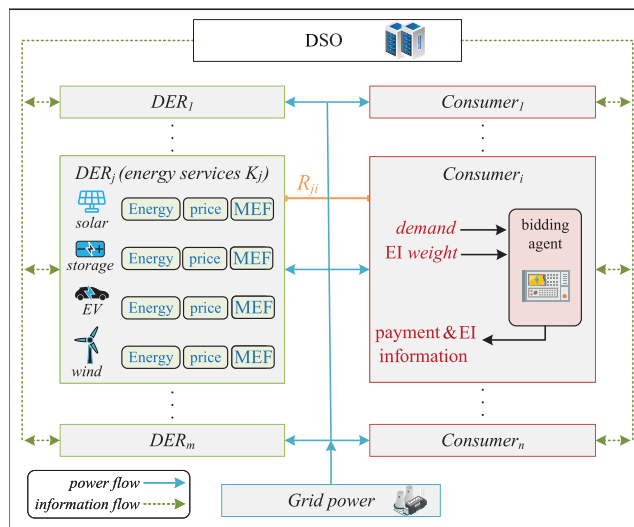 DSO
DER1
Consumer1
DERj (energy services Kj)
Rji
Consumeri
solar
Energy price MEF
storage
Energy price MEF
EV
Energy price MEF
wind
Energy price MEF
demand
EI weight
bidding
agent
payment &EI
information
DERm
Consumern
power flow
information flow
Grid power